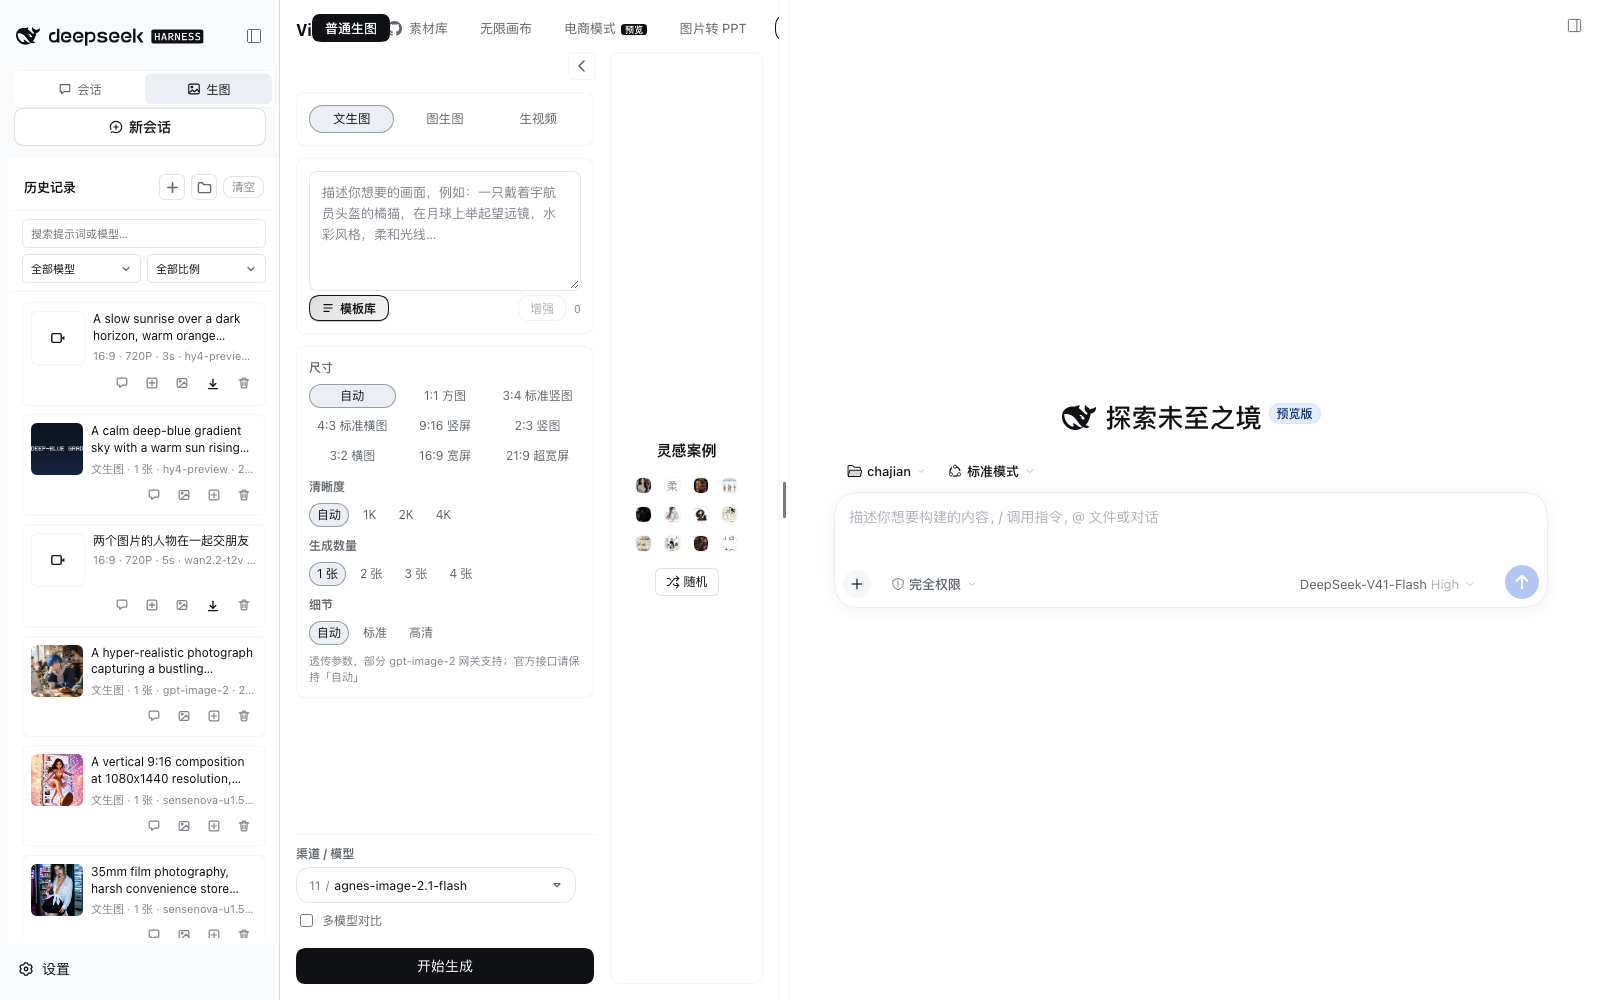 deepseek HARNESS
会话
生图
新会话
历史记录
清空
搜索提示词或模型...
全部模型
全部比例
A slow sunrise over a dark
horizon, warm orange...
16:9 · 720P · 3s · hy4-previe...
DEEP-BLUE GRAD
A calm deep-blue gradient
sky with a warm sun rising...
文生图 · 1 张 · hy4-preview · 2...
两个图片的人物在一起交朋友
16:9 · 720P · 5s · wan2.2-t2v ...
A hyper-realistic photograph
capturing a bustling...
文生图 · 1 张 · gpt-image-2 · 2...
A vertical 9:16 composition
at 1080x1440 resolution,...
文生图 · 1 张 · sensenova-u1.5...
35mm film photography,
harsh convenience store...
文生图 · 1 张 · sensenova-u1.5...
设置
Vi
普通生图
素材库
无限画布
电商模式 预览
图片转 PPT
文生图
图生图
生视频
描述你想要的画面，例如：一只戴着宇航
员头盔的橘猫，在月球上举起望远镜，水
彩风格，柔和光线...
模板库
增强
0
尺寸
自动
1:1 方图
3:4 标准竖图
4:3 标准横图
9:16 竖屏
2:3 竖图
3:2 横图
16:9 宽屏
21:9 超宽屏
清晰度
自动
1K
2K
4K
生成数量
1 张
2 张
3 张
4 张
细节
自动
标准
高清
透传参数，部分 gpt-image-2 网关支持；官方接口请保
持「自动」
渠道 / 模型
11 / agnes-image-2.1-flash
多模型对比
开始生成
灵感案例
柔
随机
探索未至之境
预览版
chajian
标准模式
描述你想要构建的内容, / 调用指令, @ 文件或对话
完全权限
DeepSeek-V41-Flash High